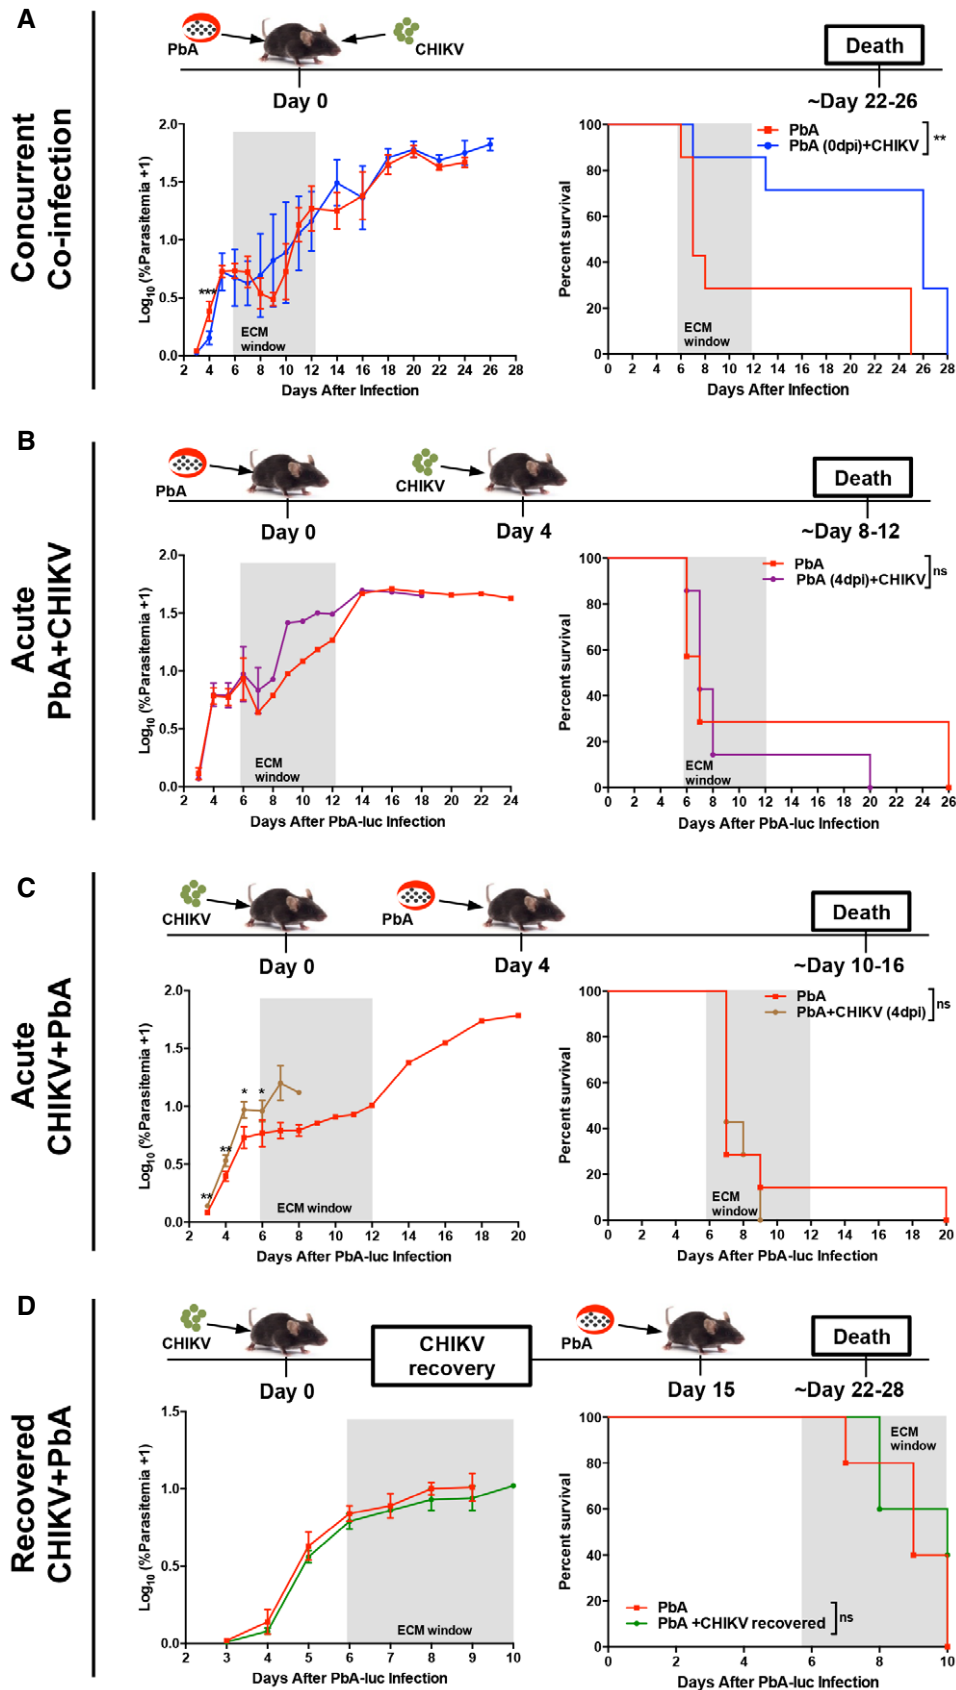 A
Concurrent
Co-infection
PbA
CHIKV
Day 0
Death
~Day 22-26
Log10 (%Parasitemia +1)
2.0
1.5
1.0
0.5
0.0
***
ECM
window
2 4 6 8 10 12 14 16 18 20 22 24 26 28
Days After Infection
Percent survival
100
80
60
40
20
0
PbA
PbA (0dpi)+CHIKV
**
ECM
window
0 2 4 6 8 10 12 14 16 18 20 22 24 26 28
Days After Infection
B
Acute
PbA+CHIKV
PbA
CHIKV
Day 0
Day 4
Death
~Day 8-12
Log10 (%Parasitemia +1)
2.0
1.5
1.0
0.5
0.0
ECM
window
2 4 6 8 10 12 14 16 18 20 22 24
Days After PbA-luc Infection
Percent survival
100
80
60
40
20
0
PbA
PbA (4dpi)+CHIKV
ns
ECM
window
0 2 4 6 8 10 12 14 16 18 20 22 24 26
Days After PbA-luc Infection
C
Acute
CHIKV+PbA
CHIKV
PbA
Day 0
Day 4
Death
~Day 10-16
Log10 (%Parasitemia +1)
2.0
1.5
1.0
0.5
0.0
**
**
*
*
ECM window
2 4 6 8 10 12 14 16 18 20
Days After PbA-luc Infection
Percent survival
100
80
60
40
20
0
PbA
PbA+CHIKV (4dpi)
ns
ECM
window
0 2 4 6 8 10 12 14 16 18 20
Days After PbA-luc Infection
D
Recovered
CHIKV+PbA
CHIKV
CHIKV
recovery
PbA
Day 0
Day 15
Death
~Day 22-28
Log10 (%Parasitemia +1)
1.5
1.0
0.5
0.0
ECM window
2 3 4 5 6 7 8 9 10
Days After PbA-luc Infection
Percent survival
100
80
60
40
20
0
ECM
window
PbA
PbA +CHIKV recovered
ns
0 2 4 6 8 10
Days After PbA-luc Infection